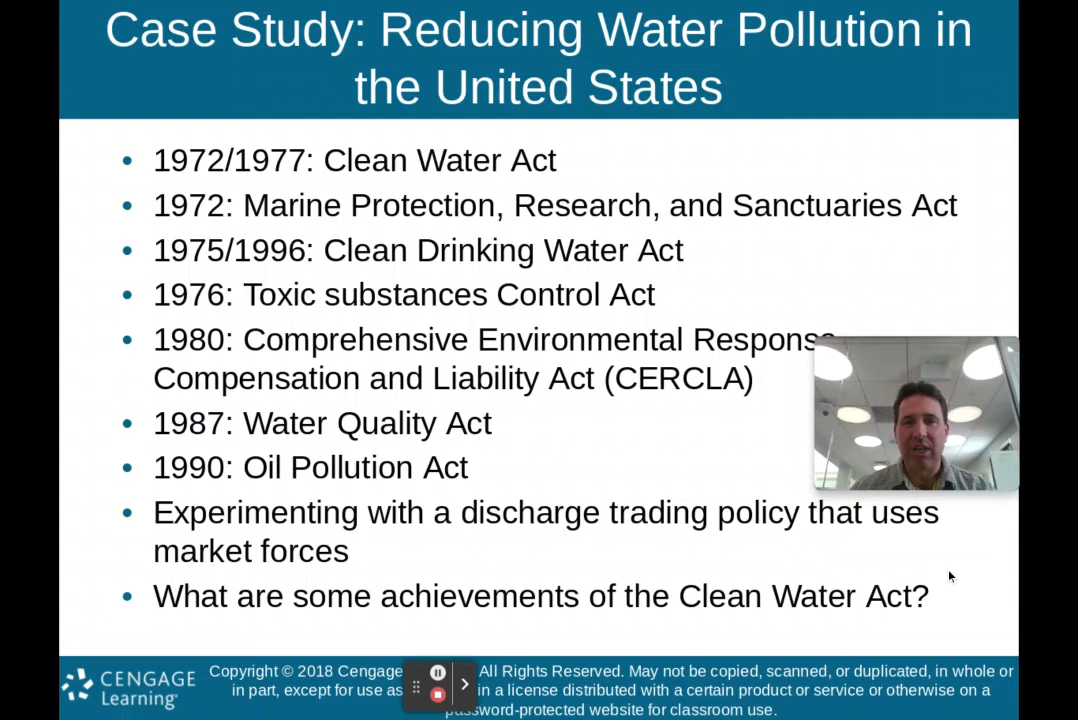 Case Study: Reducing Water Pollution in
the United States
• 1972/1977: Clean Water Act
• 1972: Marine Protection, Research, and Sanctuaries Act
• 1975/1996: Clean Drinking Water Act
• 1976: Toxic substances Control Act
• 1980: Comprehensive Environmental Response
Compensation and Liability Act (CERCLA)
• 1987: Water Quality Act
• 1990: Oil Pollution Act
• Experimenting with a discharge trading policy that uses
market forces
• What are some achievements of the Clean Water Act?
CENGAGE
Learning
Copyright © 2018 Cengage All Rights Reserved. May not be copied, scanned, or duplicated, in whole or
in part, except for use as in a license distributed with a certain product or service or otherwise on a
password-protected website for classroom use.